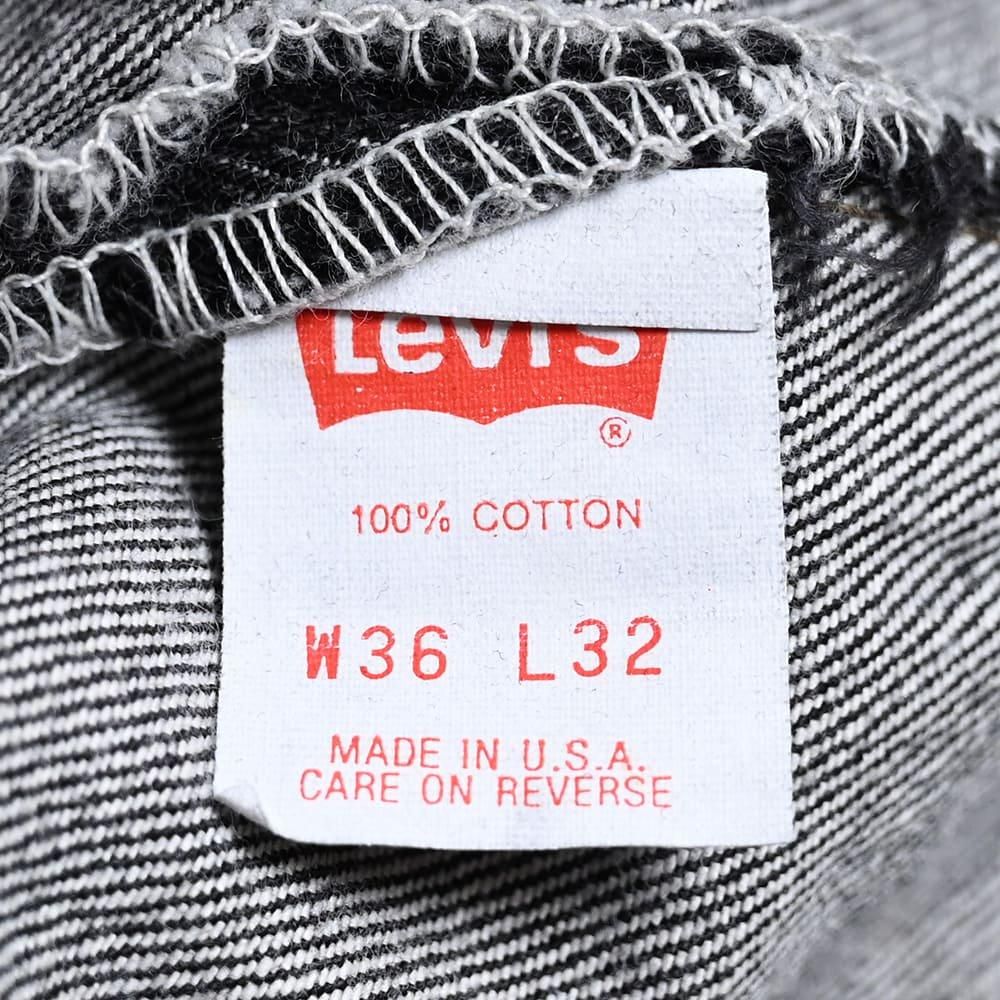 Levi's
®
100% COTTON
W36 L32
MADE IN U.S.A.
CARE ON REVERSE